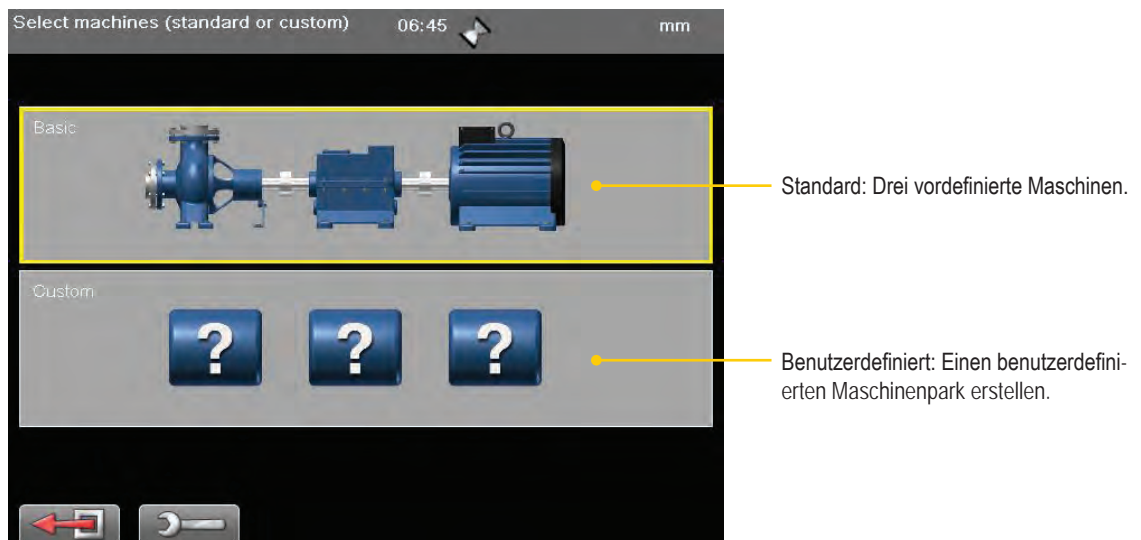 Select machines (standard or custom) 06:45 mm
Basic
Standard: Drei vordefinierte Maschinen.
Custom
? ? ?
Benutzerdefiniert: Einen benutzerdefini-
erten Maschinenpark erstellen.